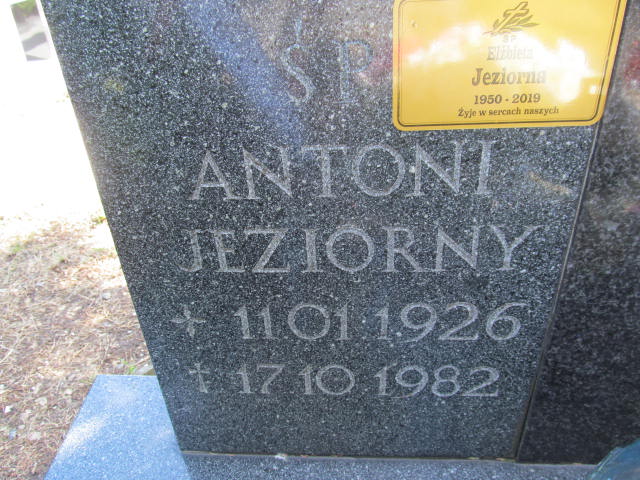 ŚP
ANTONI
JEZIORNY
11 01 1926
† 17 10 1982
ŚP
Elżbieta
Jeziorna
1950 - 2019
Żyje w sercach naszych